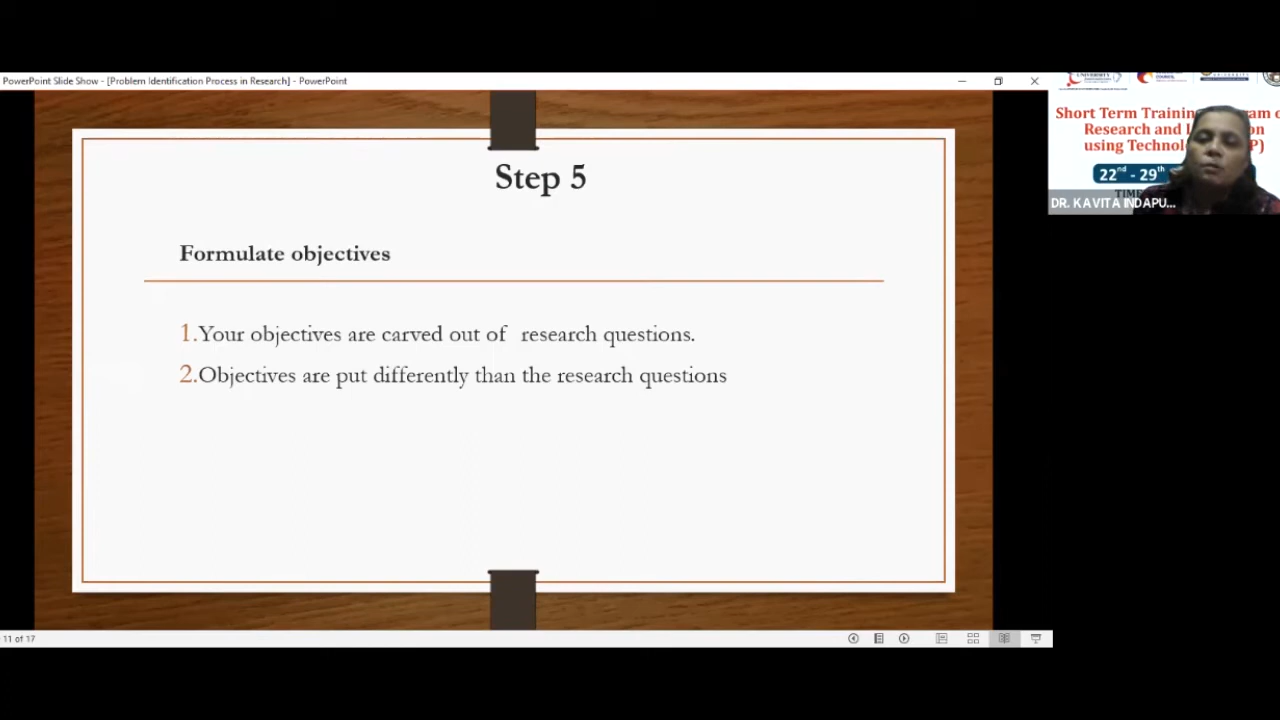 PowerPoint Slide Show - [Problem Identification Process in Research] - PowerPoint
Step 5
Formulate objectives
1.Your objectives are carved out of research questions.
2.Objectives are put differently than the research questions
11 of 17
UNIVERSITY
Short Term Training
Research and
using
22nd - 29th
DR. KAVITA INDAPU...